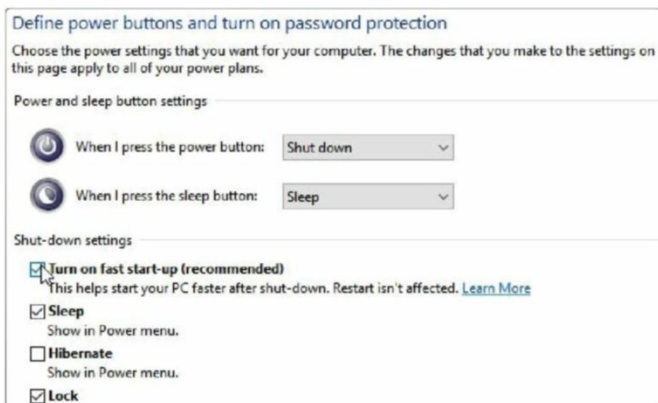 Define power buttons and turn on password protection
Choose the power settings that you want for your computer. The changes that you make to the settings on
this page apply to all of your power plans.
Power and sleep button settings
When I press the power button: Shut down
When I press the sleep button: Sleep
Shut-down settings
Turn on fast start-up (recommended)
This helps start your PC faster after shut-down. Restart isn't affected. Learn More
Sleep
Show in Power menu.
Hibernate
Show in Power menu.
Lock